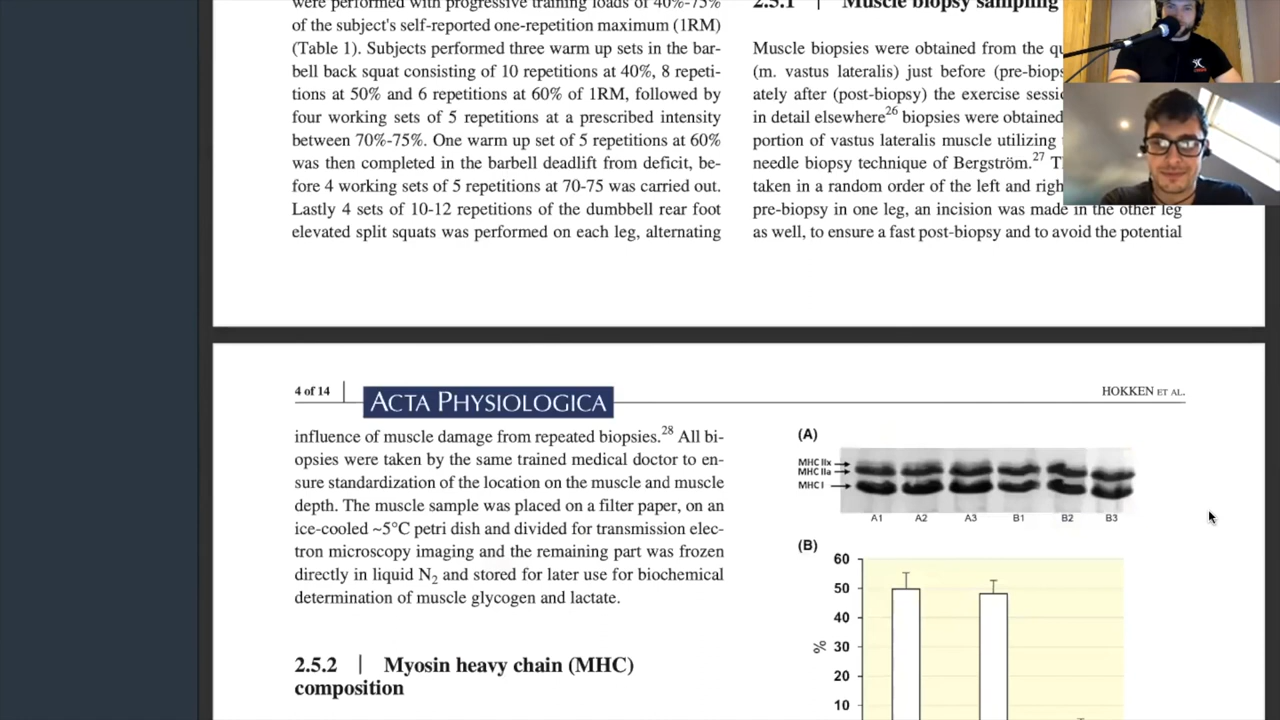 were performed with progressive training loads of 40%-75%
of the subject's self-reported one-repetition maximum (1RM)
(Table 1). Subjects performed three warm up sets in the bar-
bell back squat consisting of 10 repetitions at 40%, 8 repeti-
tions at 50% and 6 repetitions at 60% of 1RM, followed by
four working sets of 5 repetitions at a prescribed intensity
between 70%-75%. One warm up set of 5 repetitions at 60%
was then completed in the barbell deadlift from deficit, be-
fore 4 working sets of 5 repetitions at 70-75 was carried out.
Lastly 4 sets of 10-12 repetitions of the dumbbell rear foot
elevated split squats was performed on each leg, alternating
2.5.1 | Muscle biopsy sampling
Muscle biopsies were obtained from the qu
(m. vastus lateralis) just before (pre-biops
ately after (post-biopsy) the exercise sessi
in detail elsewhere26 biopsies were obtained
portion of vastus lateralis muscle utilizing
needle biopsy technique of Bergström.27 T
taken in a random order of the left and righ
pre-biopsy in one leg, an incision was made in the other leg
as well, to ensure a fast post-biopsy and to avoid the potential
4 of 14 | ACTA PHYSIOLOGICA HOKKEN ET AL.
influence of muscle damage from repeated biopsies.28 All bi-
opsies were taken by the same trained medical doctor to en-
sure standardization of the location on the muscle and muscle
depth. The muscle sample was placed on a filter paper, on an
ice-cooled ~5°C petri dish and divided for transmission elec-
tron microscopy imaging and the remaining part was frozen
directly in liquid N2 and stored for later use for biochemical
determination of muscle glycogen and lactate.
2.5.2 | Myosin heavy chain (MHC)
composition
(A)
MHC IIx
MHC IIa
MHC I
A1 A2 A3 B1 B2 B3
(B)
60
50
40
30
20
10
%